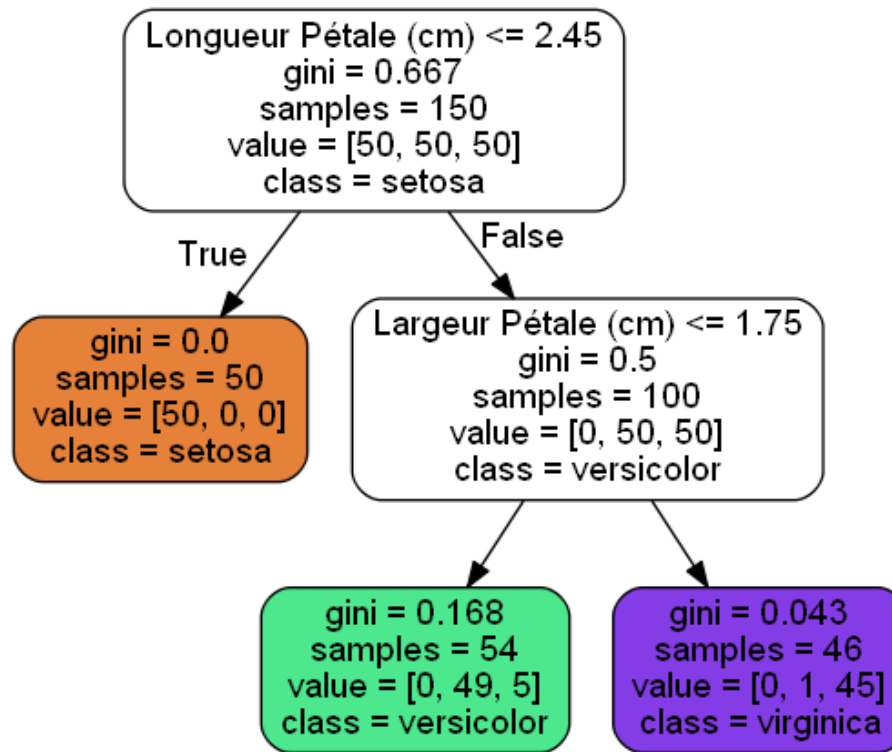 Longueur Pétale (cm) <= 2.45
gini = 0.667
samples = 150
value = [50, 50, 50]
class = setosa
True
False
gini = 0.0
samples = 50
value = [50, 0, 0]
class = setosa
Largeur Pétale (cm) <= 1.75
gini = 0.5
samples = 100
value = [0, 50, 50]
class = versicolor
gini = 0.168
samples = 54
value = [0, 49, 5]
class = versicolor
gini = 0.043
samples = 46
value = [0, 1, 45]
class = virginica